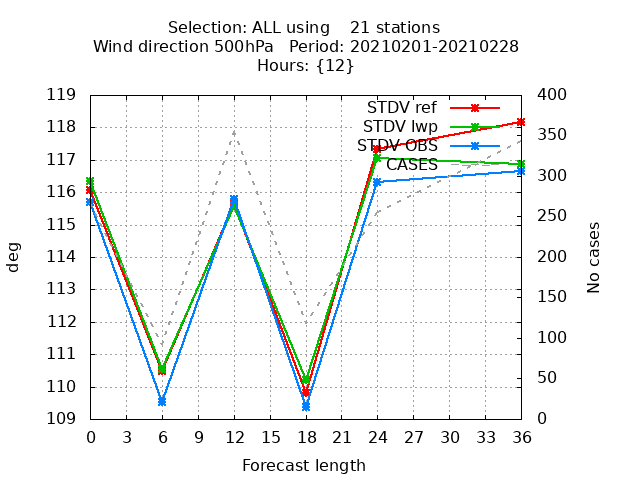 Selection: ALL using    21 stations
Wind direction 500hPa   Period: 20210201-20210228
Hours: {12}
119
118
117
116
115
114
113
112
111
110
109
deg
400
350
300
250
200
150
100
50
0
No cases
STDV ref
STDV lwp
STDV OBS
CASES
0 3 6 9 12 15 18 21 24 27 30 33 36
Forecast length